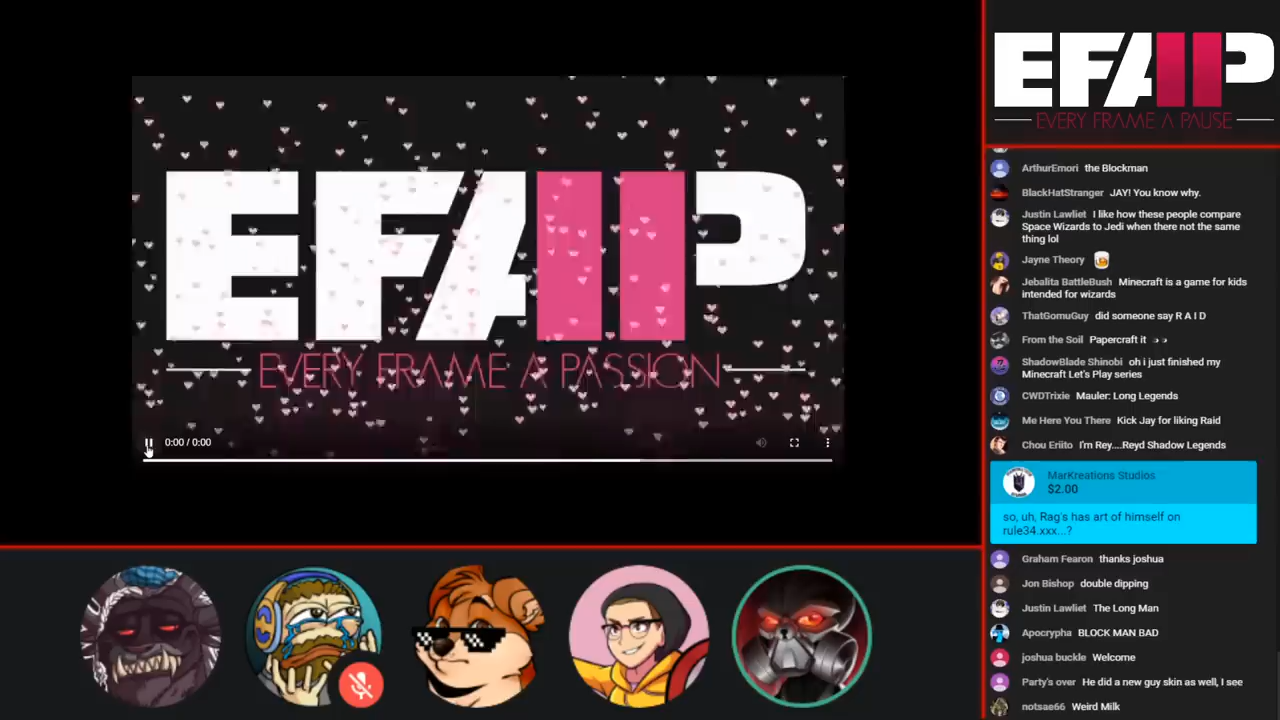 EFAP
EVERY FRAME A PASSION
0:00 / 0:00
EFAP
EVERY FRAME A PAUSE
ArthurEmori the Blockman
BlackHatStranger JAY! You know why.
Justin Lawliet I like how these people compare
Space Wizards to Jedi when there not the same
thing lol
Jayne Theory
Jebalita BattleBush Minecraft is a game for kids
intended for wizards
ThatGomuGuy did someone say R A I D
From the Soil Papercraft it
ShadowBlade Shinobi oh i just finished my
Minecraft Let's Play series
CWDTrixie Mauler: Long Legends
Me Here You There Kick Jay for liking Raid
Chou Eriito I'm Rey....Reyd Shadow Legends
MarKreations Studios
$2.00
so, uh, Rag's has art of himself on
rule34.xxx...?
Graham Fearon thanks joshua
Jon Bishop double dipping
Justin Lawliet The Long Man
Apocrypha BLOCK MAN BAD
joshua buckle Welcome
Party's over He did a new guy skin as well, I see
notsae66 Weird Milk